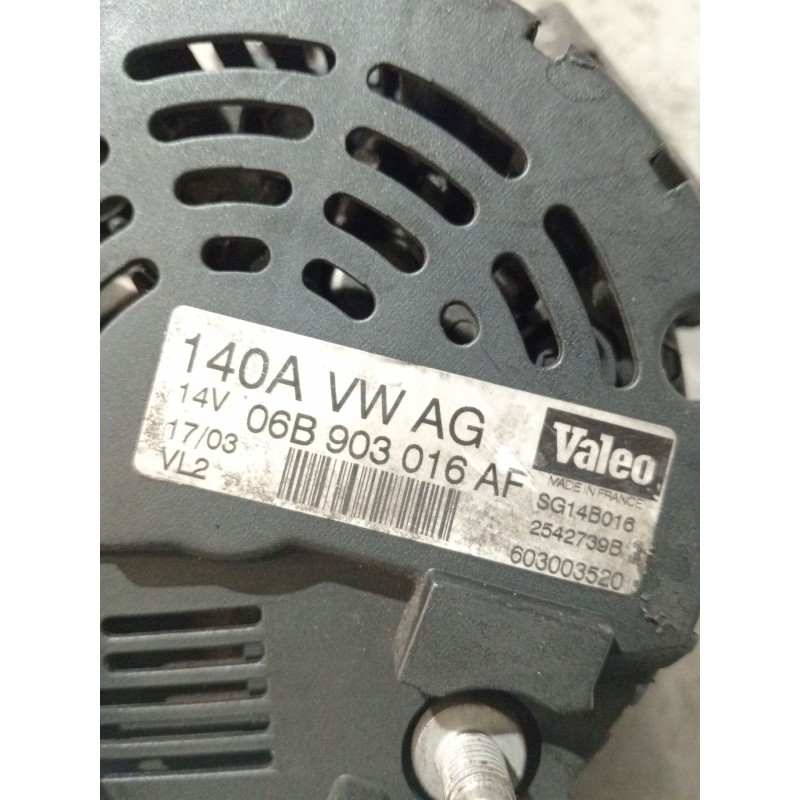 140A VW AG
14V 06B 903 016 AF
17/03
VL2
Valeo
MADE IN FRANCE
SG14B016
2542739B
603003520